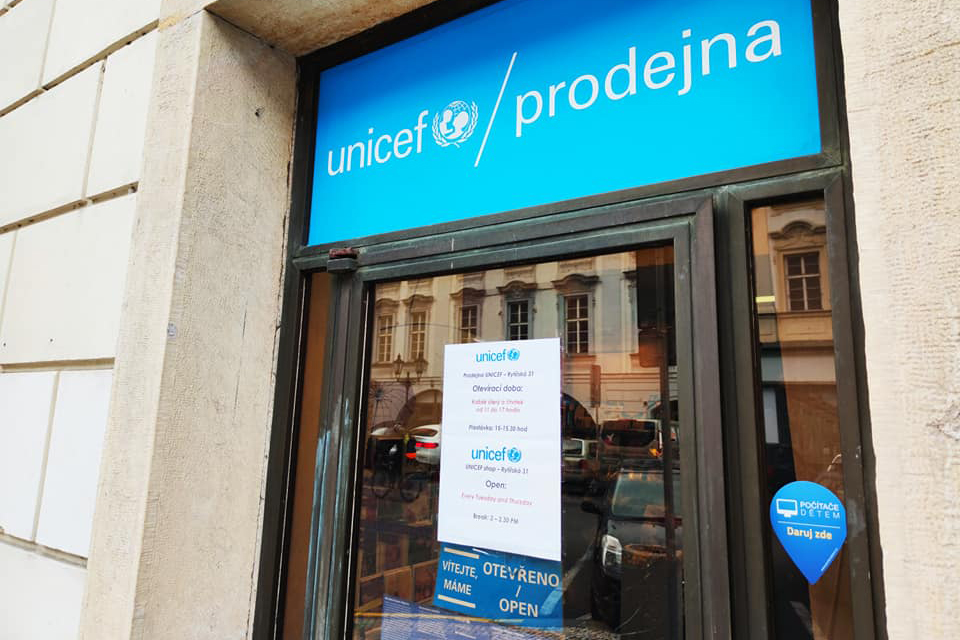 unicef / prodejna
unicef
Prodejna UNICEF – Rytířská 31
Otevírací doba:
Každé úterý a čtvrtek
od 11 do 17 hodin
Přestávka: 15-15.30 hod
unicef
UNICEF shop – Rytířská 31
Open:
Every Tuesday and Thursday
Break: 3 – 3.30 PM
VÍTEJTE,
MÁME
OTEVŘENO
/ OPEN
POČÍTAČE
DĚTEM
Daruj zde